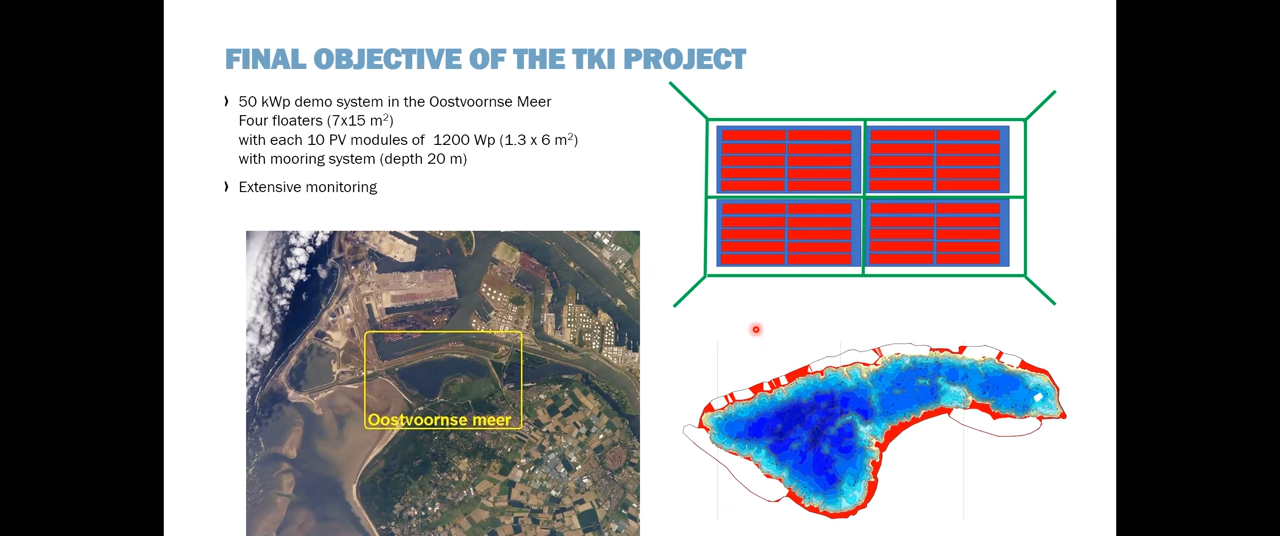 FINAL OBJECTIVE OF THE TKI PROJECT
❩ 50 kWp demo system in the Oostvoornse Meer
Four floaters (7x15 m²)
with each 10 PV modules of 1200 Wp (1.3 x 6 m²)
with mooring system (depth 20 m)
❩ Extensive monitoring
Oostvoornse meer